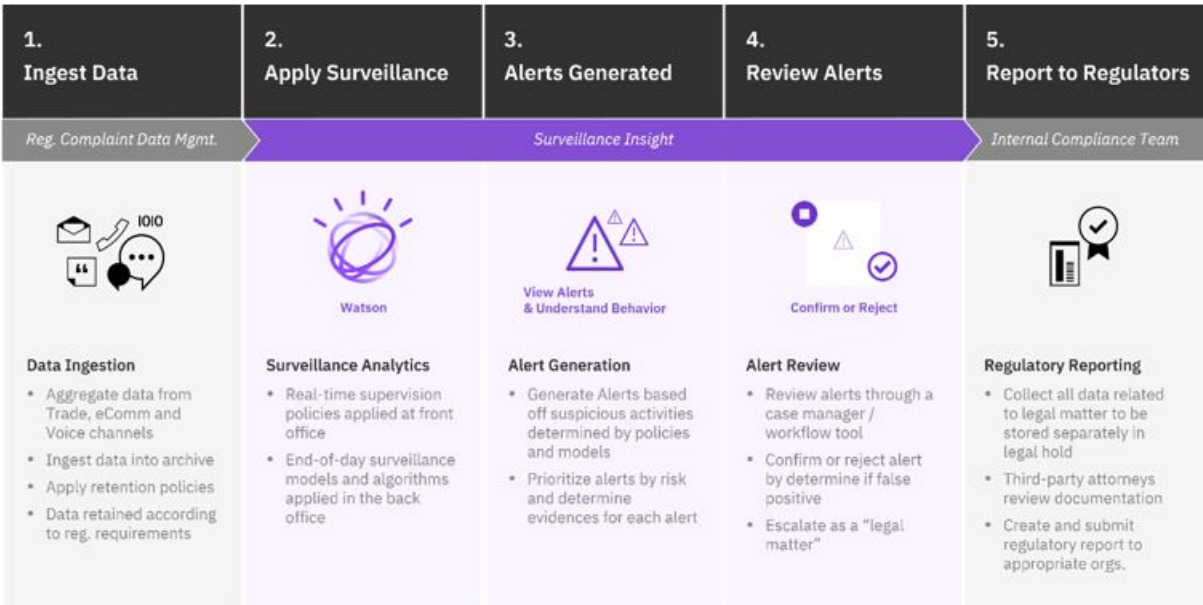 1.
Ingest Data
2.
Apply Surveillance
3.
Alerts Generated
4.
Review Alerts
5.
Report to Regulators
Reg. Complaint Data Mgmt.
Surveillance Insight
Internal Compliance Team
IOIO
Watson
View Alerts
& Understand Behavior
Confirm or Reject
Data Ingestion
• Aggregate data from
Trade, eComm and
Voice channels
• Ingest data into archive
• Apply retention policies
• Data retained according
to reg. requirements
Surveillance Analytics
• Real-time supervision
policies applied at front
office
• End-of-day surveillance
models and algorithms
applied in the back
office
Alert Generation
• Generate Alerts based
off suspicious activities
determined by policies
and models
• Prioritize alerts by risk
and determine
evidences for each alert
Alert Review
• Review alerts through a
case manager /
workflow tool
• Confirm or reject alert
by determine if false
positive
• Escalate as a “legal
matter”
Regulatory Reporting
• Collect all data related
to legal matter to be
stored separately in
legal hold
• Third-party attorneys
review documentation
• Create and submit
regulatory report to
appropriate orgs.